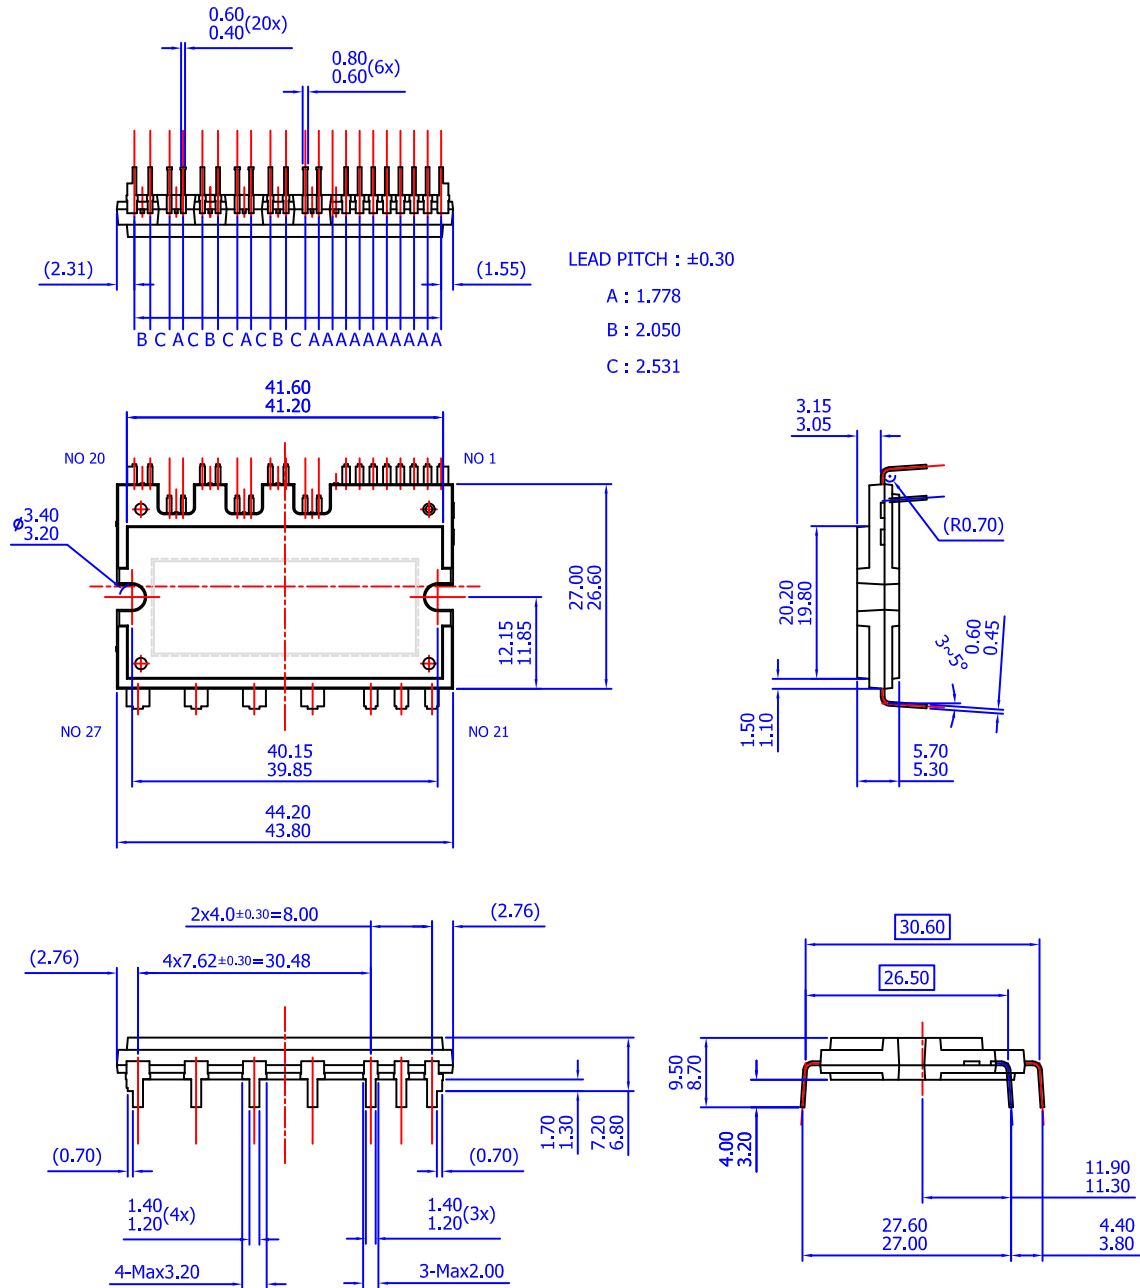 0.60
0.40(20x)
0.80
0.60(6x)
(2.31)
(1.55)
B C A C B C A C B C A A A A A A A A A A
LEAD PITCH : ±0.30
A : 1.778
B : 2.050
C : 2.531
41.60
41.20
NO 20
NO 1
ø3.40
3.20
27.00
26.60
12.15
11.85
NO 27
NO 21
40.15
39.85
44.20
43.80
3.15
3.05
(R0.70)
20.20
19.80
3~5°
0.60
0.45
1.50
1.10
5.70
5.30
2x4.0±0.30=8.00
(2.76)
(2.76)
4x7.62±0.30=30.48
1.70
1.30
7.20
6.80
(0.70)
(0.70)
1.40
1.20(4x)
1.40
1.20(3x)
4-Max3.20
3-Max2.00
30.60
26.50
9.50
8.70
4.00
3.20
11.90
11.30
27.60
27.00
4.40
3.80